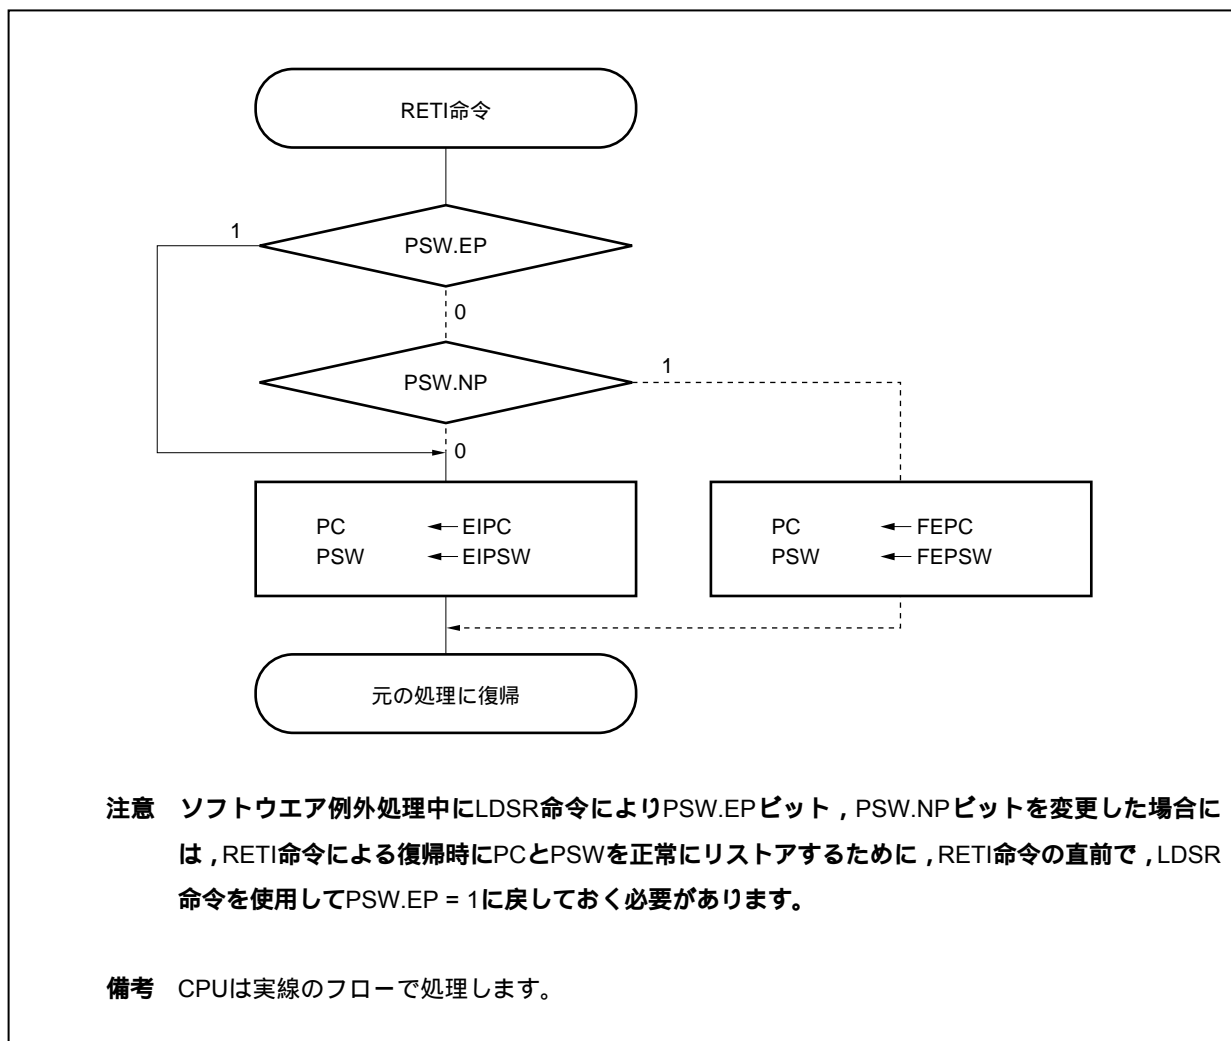 RETI命令
PSW.EP
1
0
PSW.NP
1
0
PC ← EIPC
PSW ← EIPSW
PC ← FEPC
PSW ← FEPSW
元の処理に復帰
注意 ソフトウエア例外処理中にLDSR命令によりPSW.EPビット，PSW.NPビットを変更した場合に
は，RETI命令による復帰時にPCとPSWを正常にリストアするために，RETI命令の直前で，LDSR
命令を使用してPSW.EP = 1に戻しておく必要があります。
備考 CPUは実線のフローで処理します。